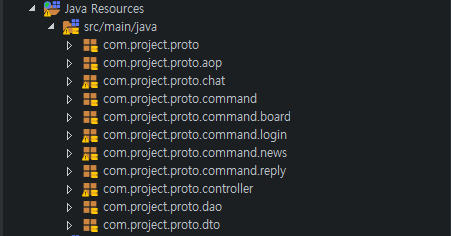 Java Resources
src/main/java
com.project.proto
com.project.proto.aop
com.project.proto.chat
com.project.proto.command
com.project.proto.command.board
com.project.proto.command.login
com.project.proto.command.news
com.project.proto.command.reply
com.project.proto.controller
com.project.proto.dao
com.project.proto.dto